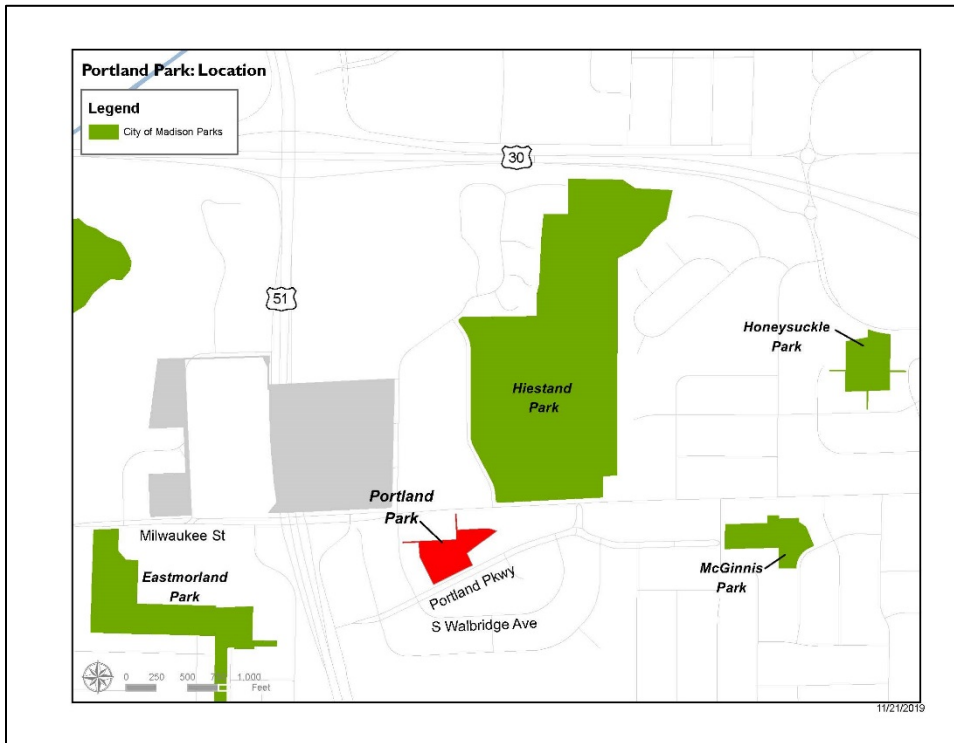 Portland Park: Location
Legend
City of Madison Parks
30
51
Honeysuckle
Park
Hiestand
Park
Portland
Park
Milwaukee St
Eastmorland
Park
McGinnis
Park
Portland Pkwy
S Walbridge Ave
0 250 500 1,000
Feet
11/21/2019